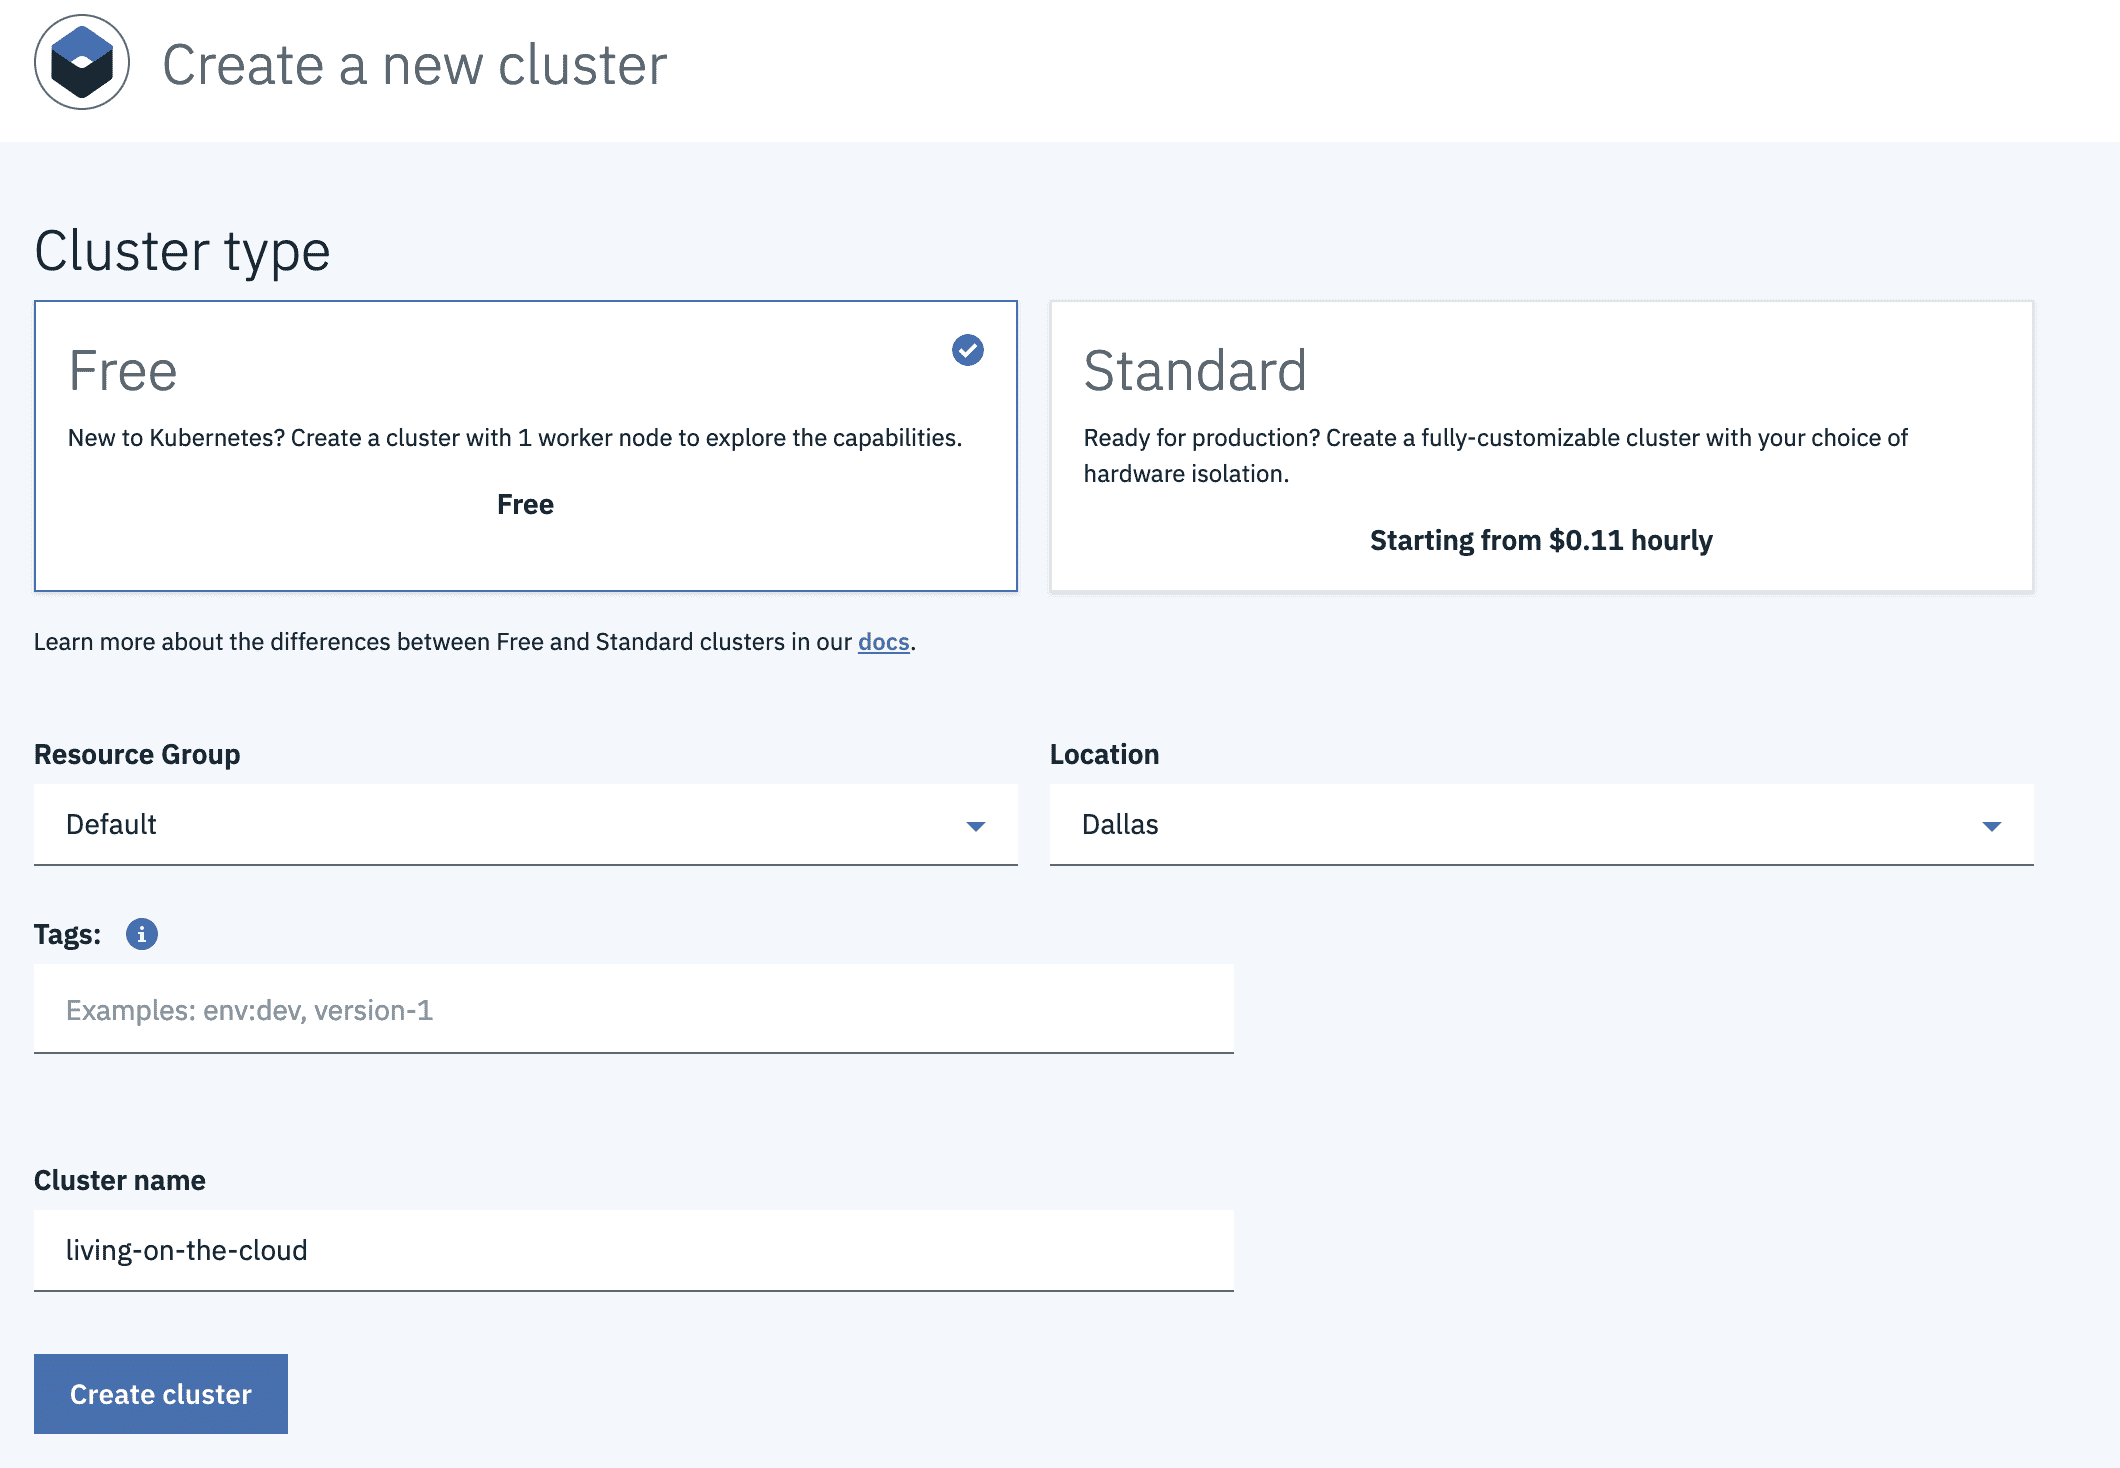 Create a new cluster
Cluster type
Free
New to Kubernetes? Create a cluster with 1 worker node to explore the capabilities.
Free
Standard
Ready for production? Create a fully-customizable cluster with your choice of
hardware isolation.
Starting from $0.11 hourly
Learn more about the differences between Free and Standard clusters in our docs.
Resource Group
Default
Location
Dallas
Tags:
Examples: env:dev, version-1
Cluster name
living-on-the-cloud
Create cluster